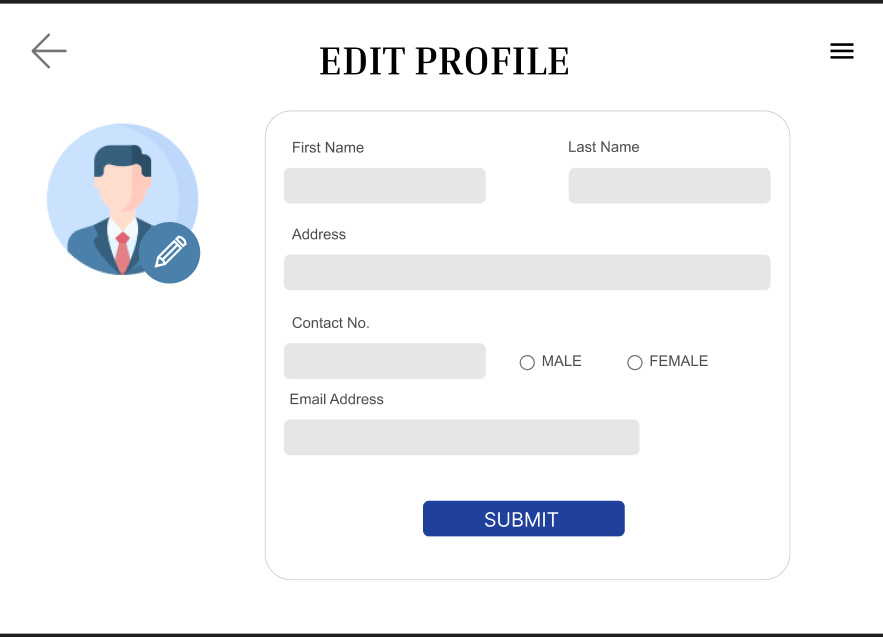 EDIT PROFILE
First Name
Last Name
Address
Contact No.
MALE
FEMALE
Email Address
SUBMIT